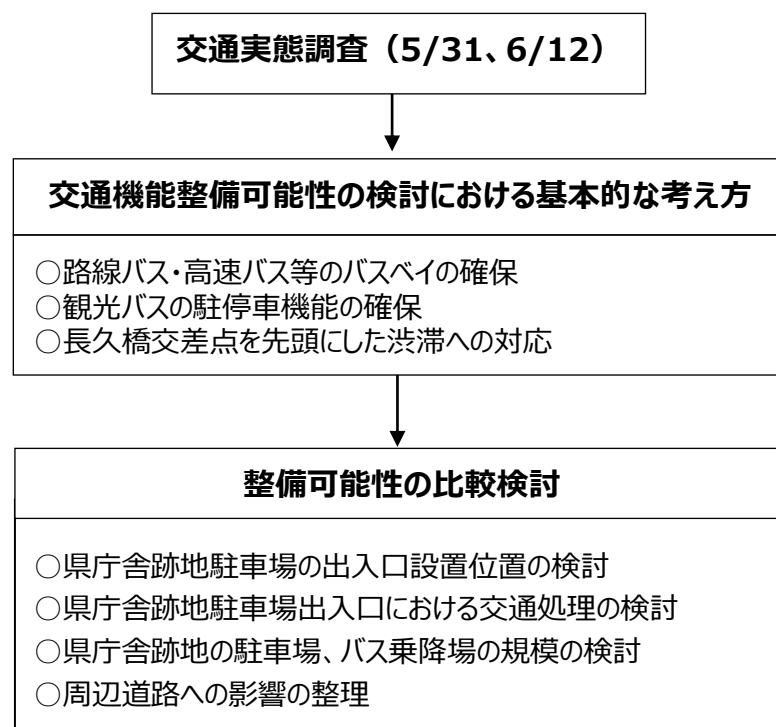 交通実態調査（5/31、6/12）
交通機能整備可能性の検討における基本的な考え方
○路線バス・高速バス等のバスベイの確保
○観光バスの駐停車機能の確保
○長久橋交差点を先頭にした渋滞への対応
整備可能性の比較検討
○県庁舎跡地駐車場の出入口設置位置の検討
○県庁舎跡地駐車場出入口における交通処理の検討
○県庁舎跡地の駐車場、バス乗降場の規模の検討
○周辺道路への影響の整理